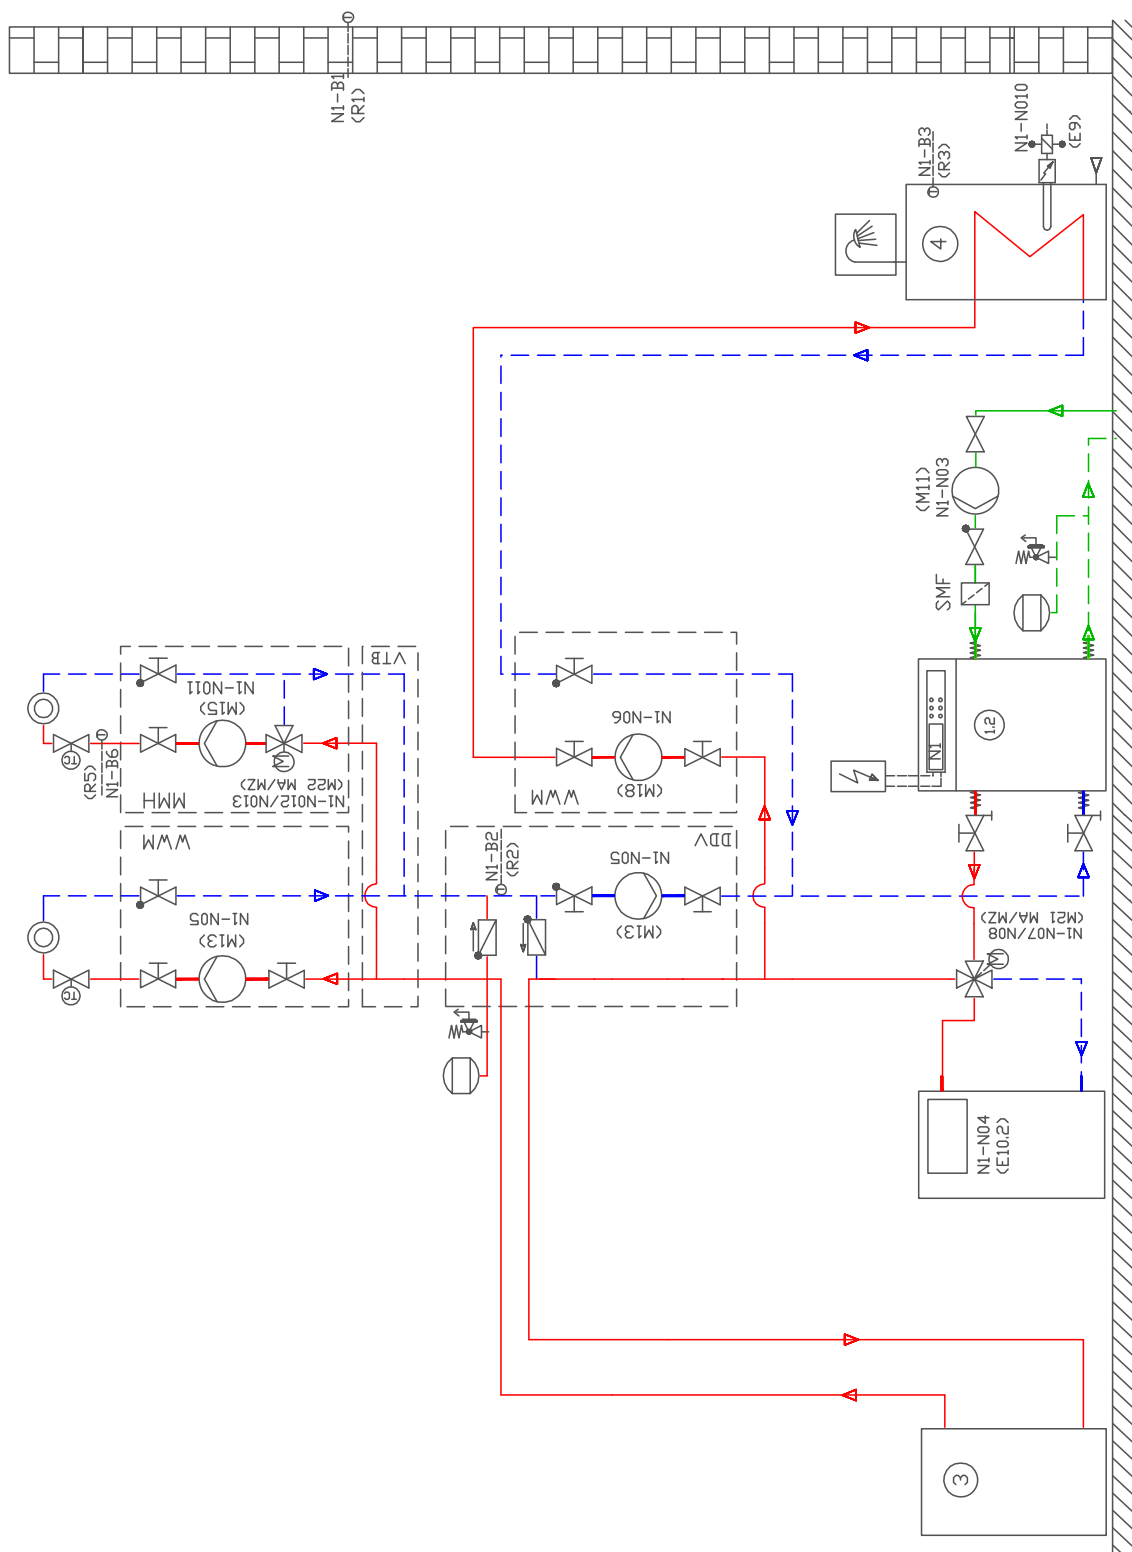 N1-B1
(R1)
N1-N010
(E9)
N1-B3
(R3)
4
(M11)
N1-N03
SMF
N1
1.2
N1-N011
(M15)
TC
(R5)
N1-B6
M
N1-N012/N013
(M22 MA/MZ)
MMH
VTB
WWM
N1-N05
(M13)
TC
N1-N06
(M18)
WWM
N1-B2
(R2)
DDV
N1-N05
(M13)
N1-N07/N08
(M21 MA/MZ)
M
N1-N04
(E10.2)
3